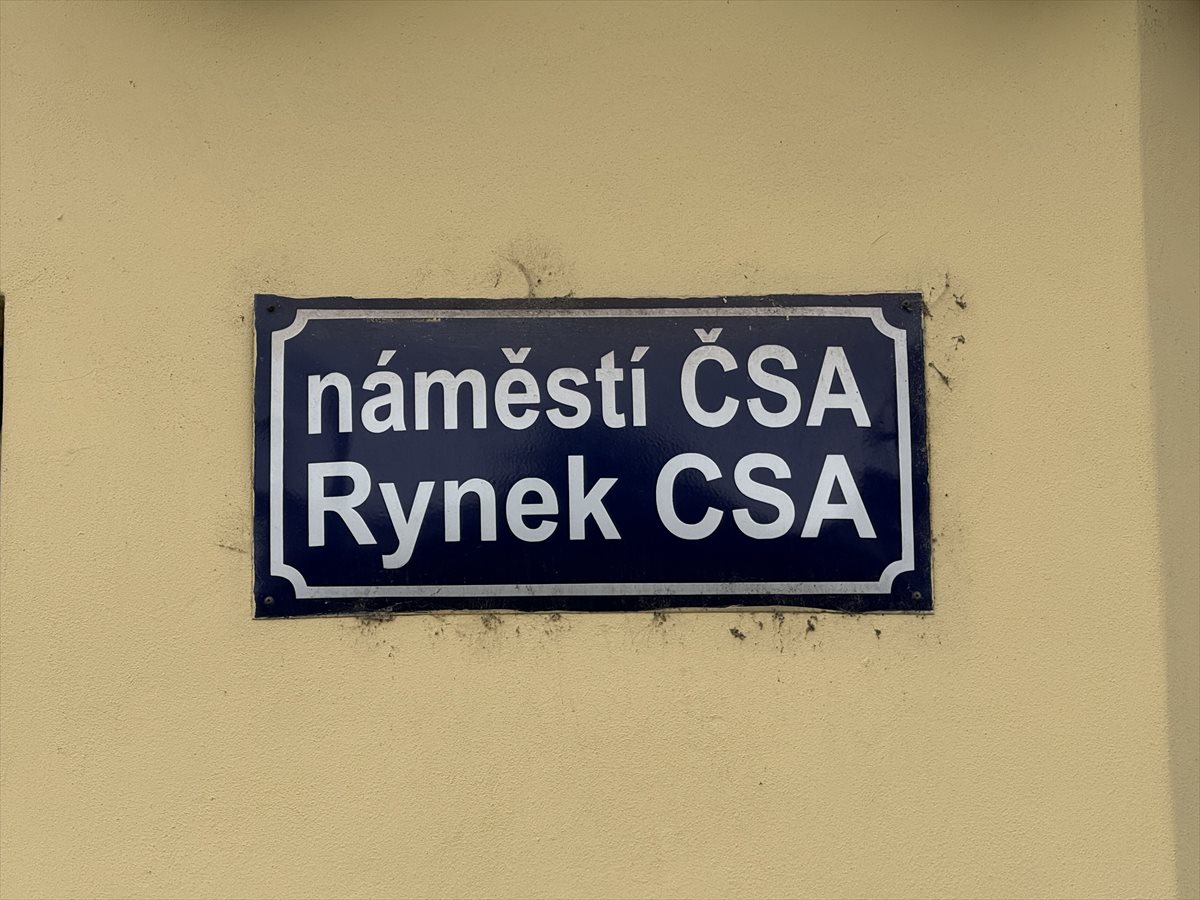 náměstí ČSA
Rynek CSA